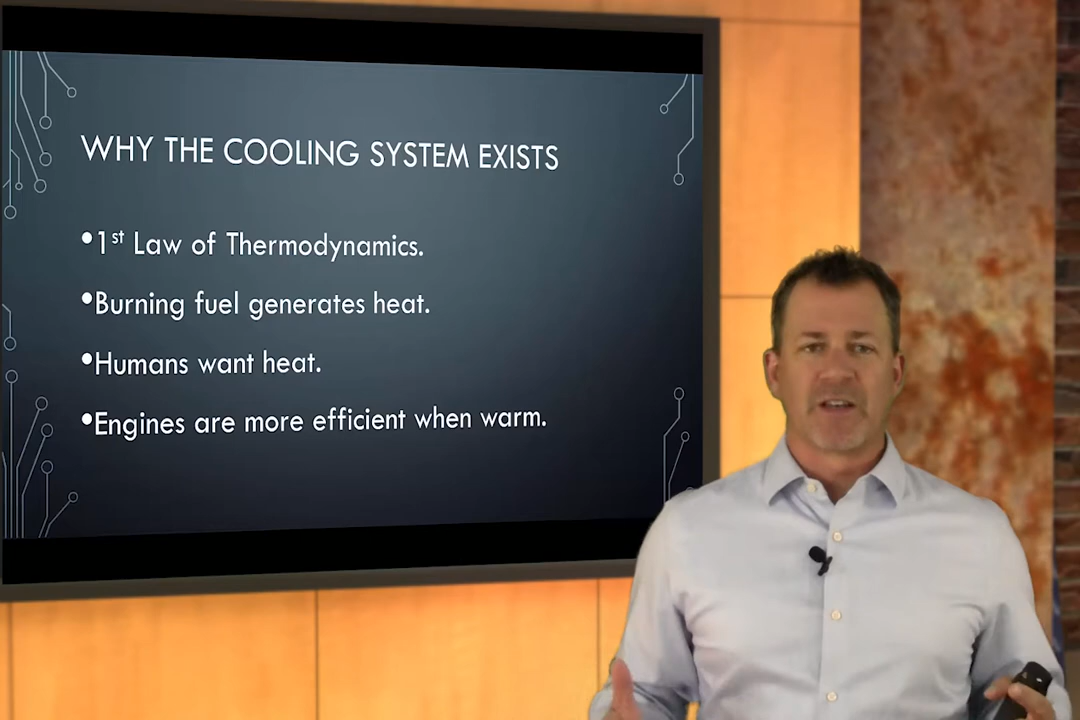 WHY THE COOLING SYSTEM EXISTS
•1st Law of Thermodynamics.
•Burning fuel generates heat.
•Humans want heat.
•Engines are more efficient when warm.